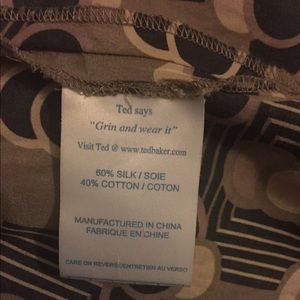 Ted says
"Grin and wear it"
Visit Ted @ www.tedbaker.com
60% SILK / SOIE
40% COTTON / COTON
MANUFACTURED IN CHINA
FABRIQUE EN CHINE.
CARE ON REVERSE/ENTRETIEN AU VERSO